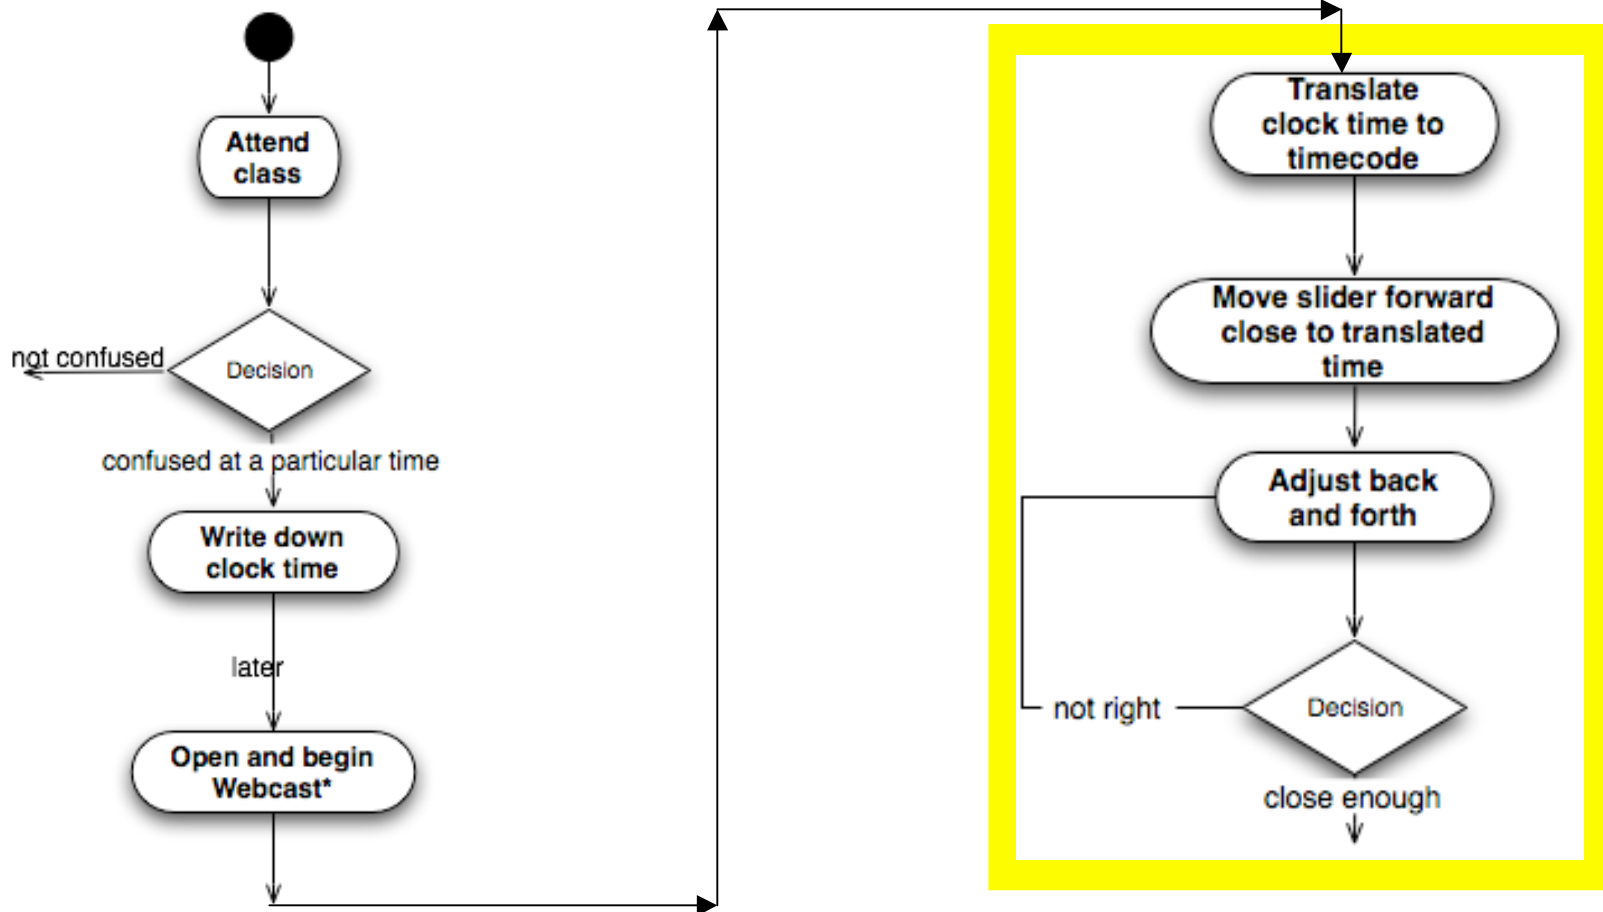 Attend
class
not confused
Decision
confused at a particular time
Write down
clock time
later
Open and begin
Webcast*
Translate
clock time to
timecode
Move slider forward
close to translated
time
Adjust back
and forth
not right
Decision
close enough